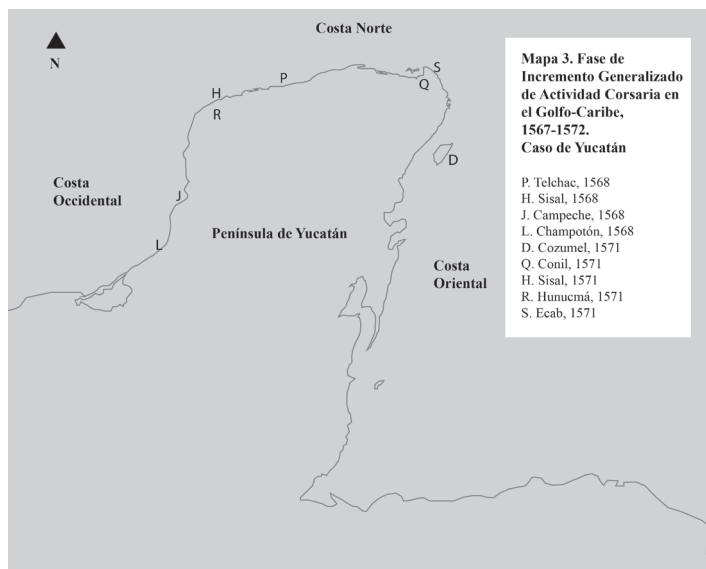 Costa Norte
N
S
Q
P
H
R
D
Costa
Occidental
J
Península de Yucatán
L
Costa
Oriental
Mapa 3. Fase de
Incremento Generalizado
de Actividad Corsaria en
el Golfo-Caribe,
1567-1572.
Caso de Yucatán
P. Telchac, 1568
H. Sisal, 1568
J. Campeche, 1568
L. Champotón, 1568
D. Cozumel, 1571
Q. Conil, 1571
H. Sisal, 1571
R. Hunucmá, 1571
S. Ecab, 1571